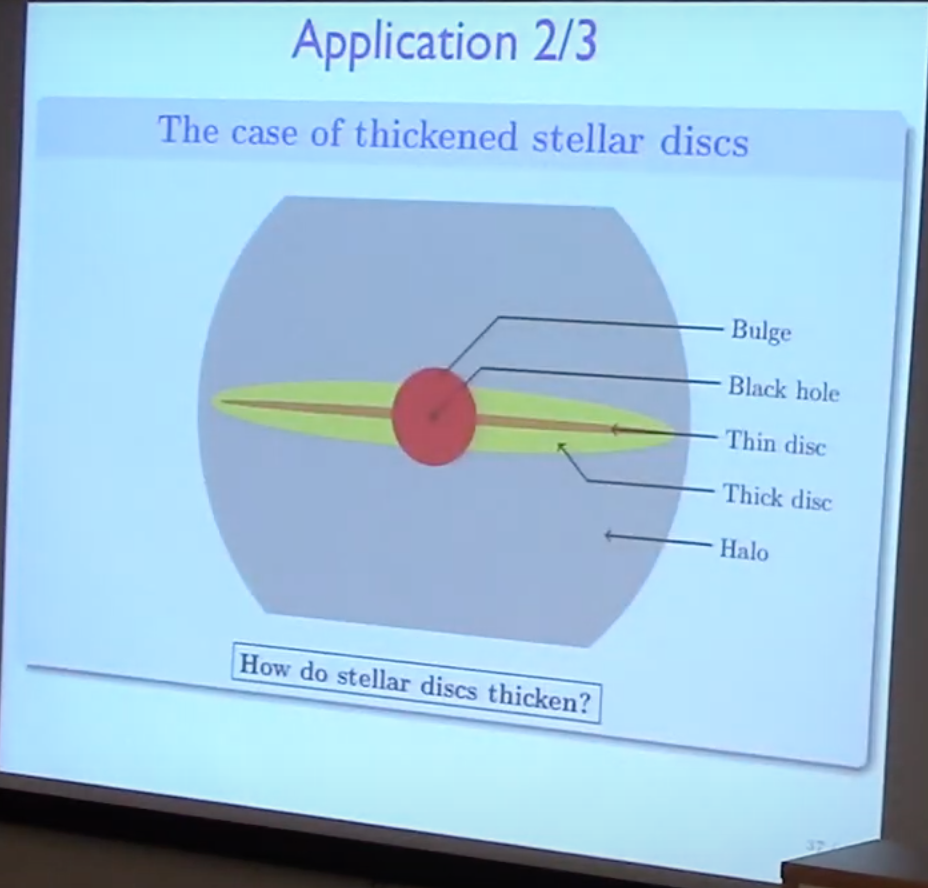 Application 2/3
The case of thickened stellar discs
Bulge
Black hole
Thin disc
Thick disc
Halo
How do stellar discs thicken?
37